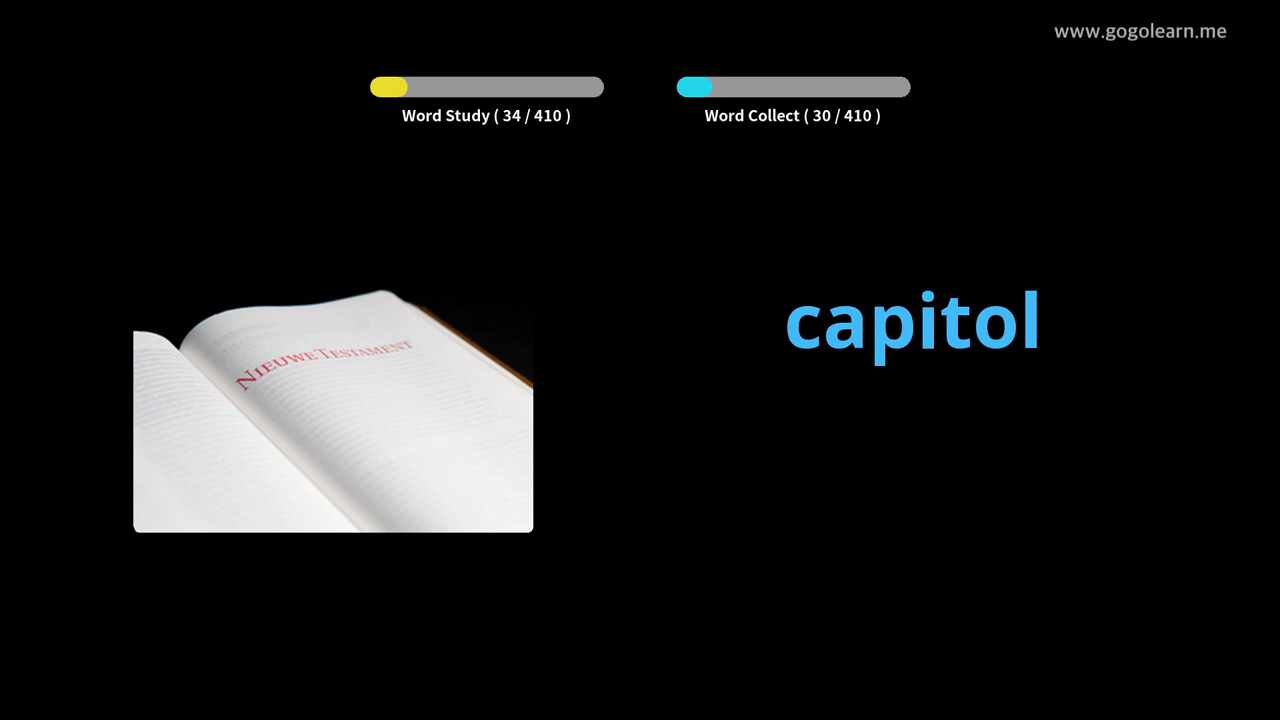 www.gogolearn.me
Word Study ( 34 / 410 )
Word Collect ( 30 / 410 )
capitol
NIEUWE TESTAMENT